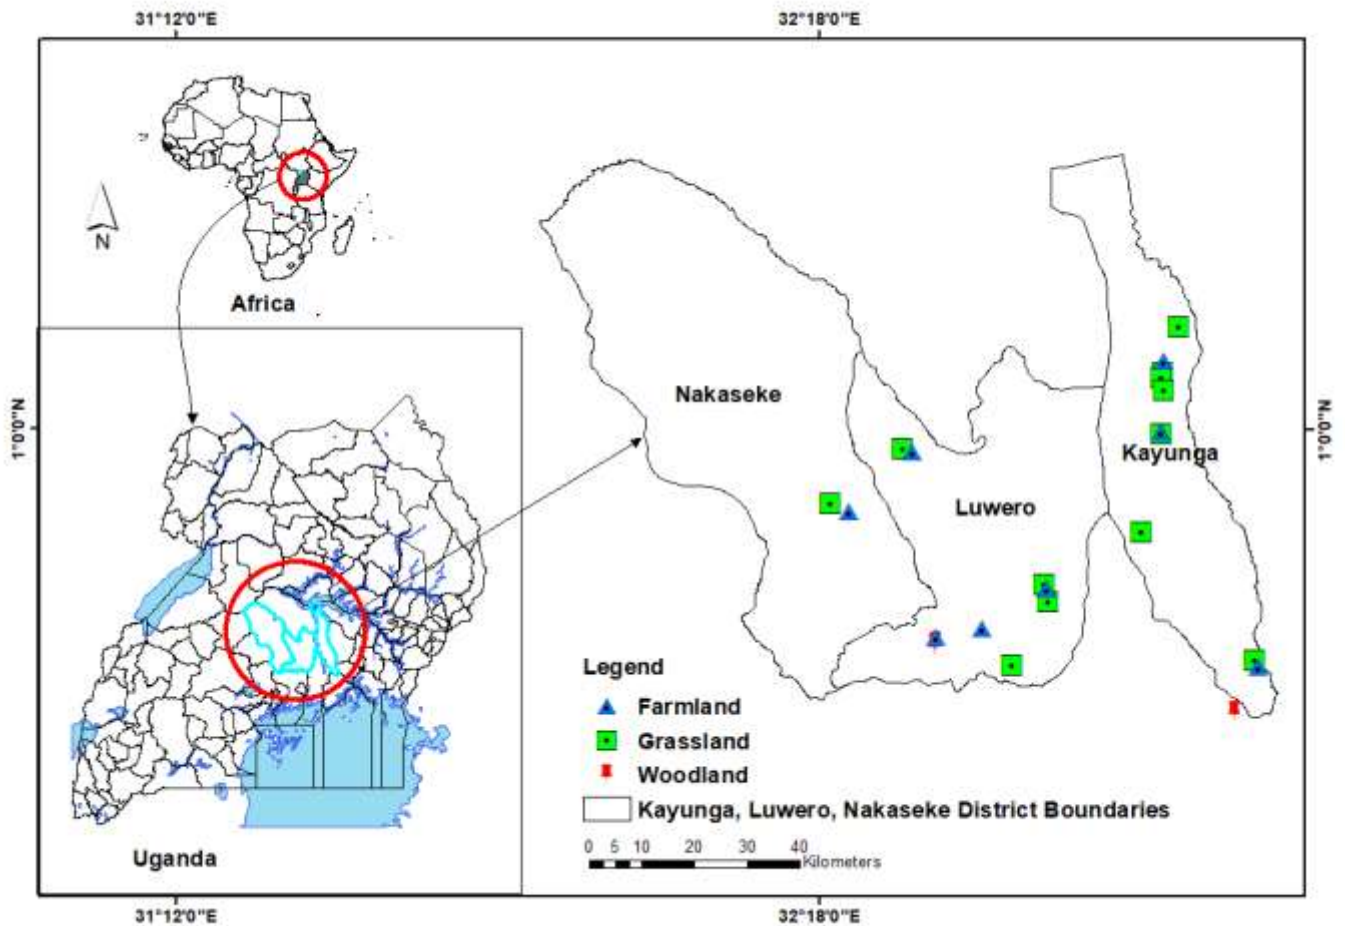 31°12'0"E 32°18'0"E
N
Africa
1°0'0"N 1°0'0"N
Nakaseke
Kayunga
Luwero
Legend
Farmland
Grassland
Woodland
Kayunga, Luwero, Nakaseke District Boundaries
0 5 10 20 30 40
Kilometers
Uganda
31°12'0"E 32°18'0"E